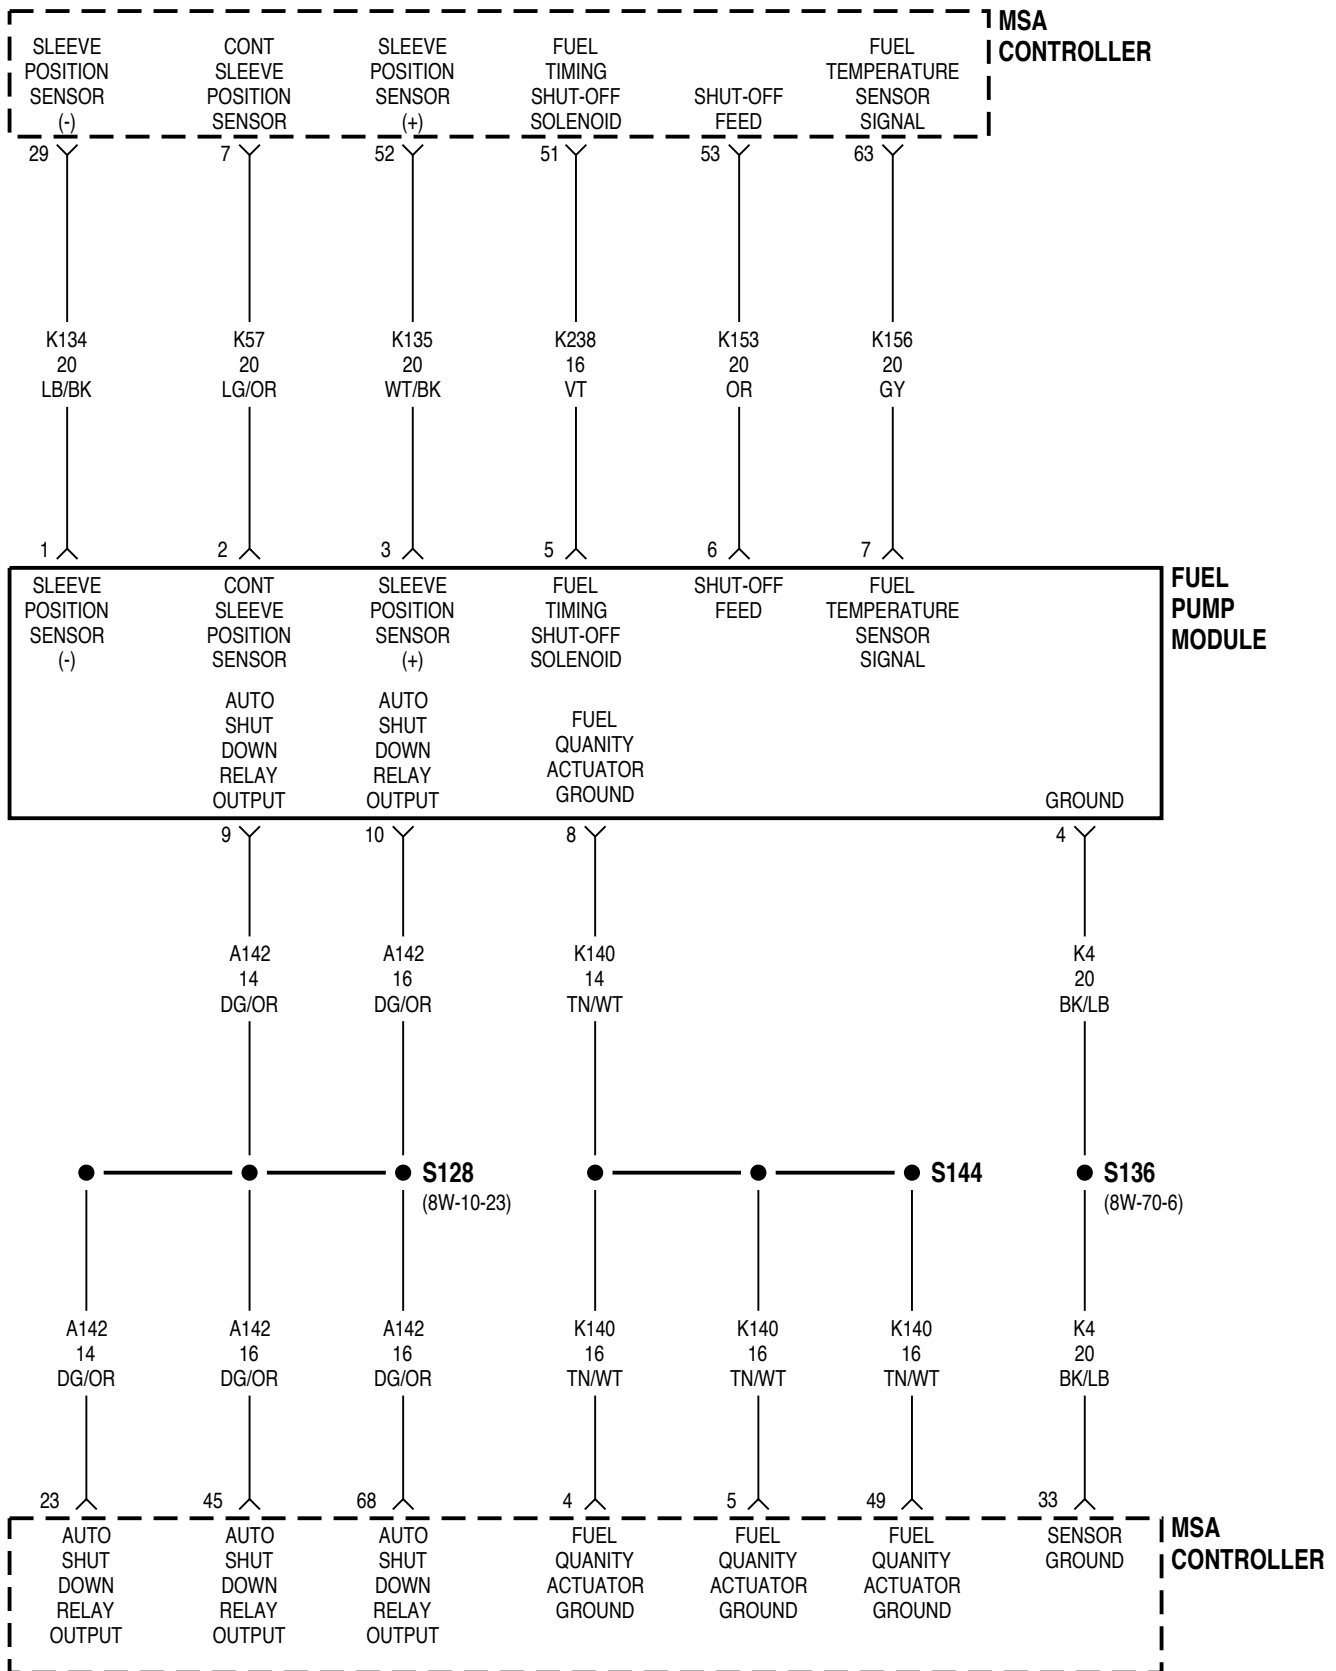 MSA
CONTROLLER
SLEEVE
POSITION
SENSOR
(-)
CONT
SLEEVE
POSITION
SENSOR
SLEEVE
POSITION
SENSOR
(+)
FUEL
TIMING
SHUT-OFF
SOLENOID
SHUT-OFF
FEED
FUEL
TEMPERATURE
SENSOR
SIGNAL
29
7
52
51
53
63
K134
20
LB/BK
K57
20
LG/OR
K135
20
WT/BK
K238
16
VT
K153
20
OR
K156
20
GY
1
2
3
5
6
7
FUEL
PUMP
MODULE
SLEEVE
POSITION
SENSOR
(-)
CONT
SLEEVE
POSITION
SENSOR
SLEEVE
POSITION
SENSOR
(+)
FUEL
TIMING
SHUT-OFF
SOLENOID
SHUT-OFF
FEED
FUEL
TEMPERATURE
SENSOR
SIGNAL
AUTO
SHUT
DOWN
RELAY
OUTPUT
AUTO
SHUT
DOWN
RELAY
OUTPUT
FUEL
QUANITY
ACTUATOR
GROUND
GROUND
9
10
8
4
A142
14
DG/OR
A142
16
DG/OR
K140
14
TN/WT
K4
20
BK/LB
S128
(8W-10-23)
S144
S136
(8W-70-6)
A142
14
DG/OR
A142
16
DG/OR
A142
16
DG/OR
K140
16
TN/WT
K140
16
TN/WT
K140
16
TN/WT
K4
20
BK/LB
23
45
68
4
5
49
33
AUTO
SHUT
DOWN
RELAY
OUTPUT
AUTO
SHUT
DOWN
RELAY
OUTPUT
AUTO
SHUT
DOWN
RELAY
OUTPUT
FUEL
QUANITY
ACTUATOR
GROUND
FUEL
QUANITY
ACTUATOR
GROUND
FUEL
QUANITY
ACTUATOR
GROUND
SENSOR
GROUND
MSA
CONTROLLER